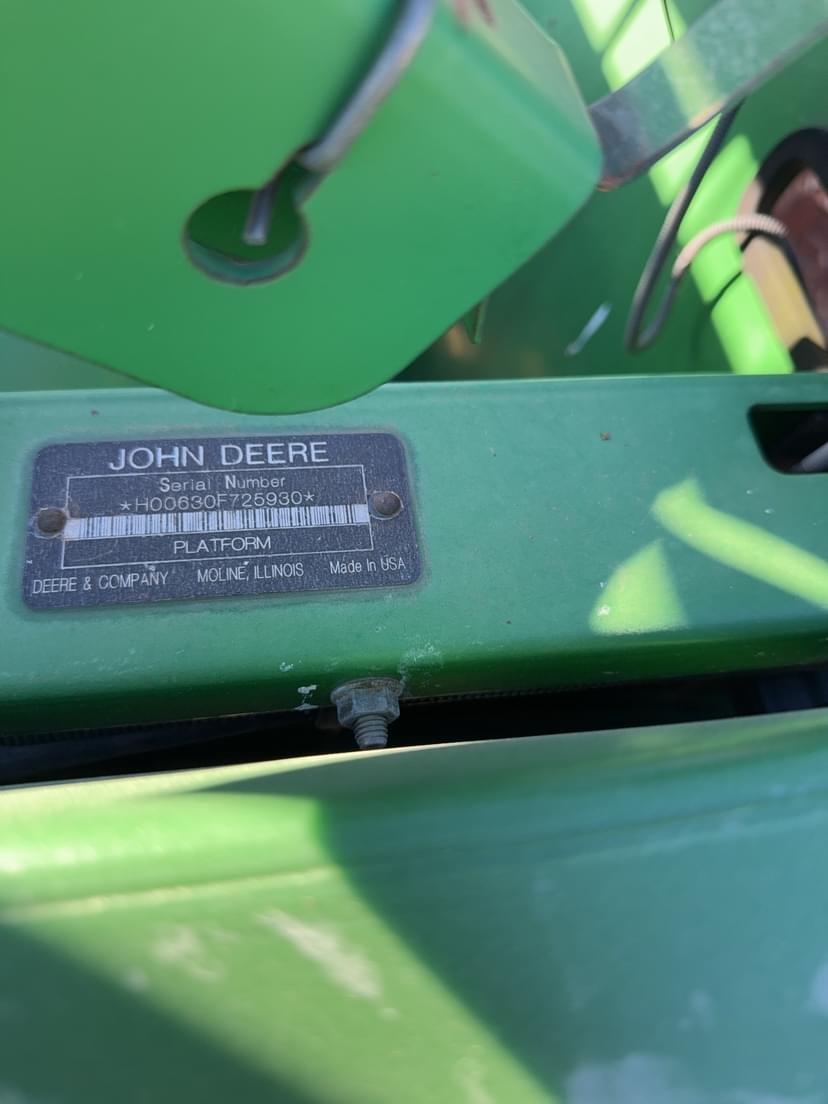 JOHN DEERE
Serial Number
*H00630F725930*
PLATFORM
DEERE & COMPANY MOLINE, ILLINOIS Made In USA